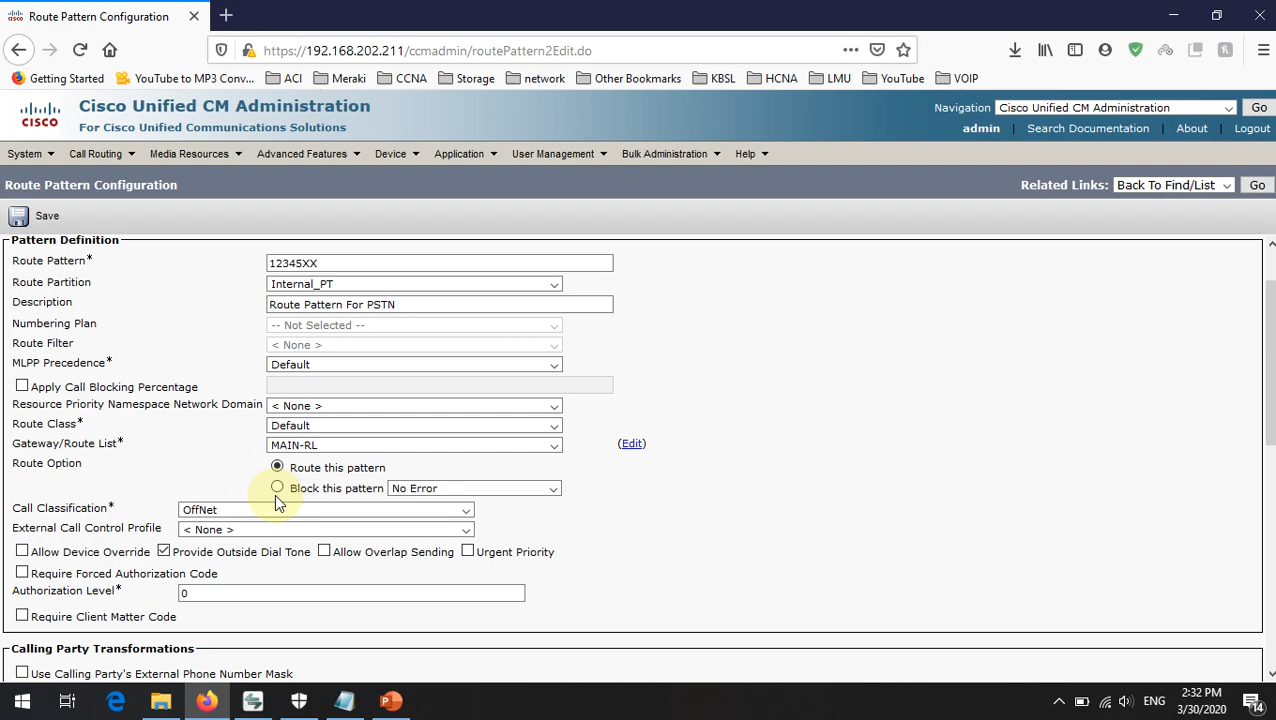 Route Pattern Configuration
https://192.168.202.211/ccmadmin/routePattern2Edit.do
Getting Started YouTube to MP3 Conv... ACI Meraki CCNA Storage network Other Bookmarks KBSL HCNA LMU YouTube VOIP
CISCO
Cisco Unified CM Administration
For Cisco Unified Communications Solutions
Navigation Cisco Unified CM Administration Go
admin | Search Documentation | About | Logout
System Call Routing Media Resources Advanced Features Device Application User Management Bulk Administration Help
Route Pattern Configuration
Related Links: Back To Find/List Go
Save
Pattern Definition
Route Pattern* 12345XX
Route Partition Internal_PT
Description Route Pattern For PSTN
Numbering Plan -- Not Selected --
Route Filter < None >
MLPP Precedence* Default
Apply Call Blocking Percentage
Resource Priority Namespace Network Domain < None >
Route Class* Default
Gateway/Route List* MAIN-RL (Edit)
Route Option Route this pattern
Block this pattern No Error
Call Classification* OffNet
External Call Control Profile < None >
Allow Device Override Provide Outside Dial Tone Allow Overlap Sending Urgent Priority
Require Forced Authorization Code
Authorization Level* 0
Require Client Matter Code
Calling Party Transformations
Use Calling Party's External Phone Number Mask
ENG
2:32 PM
3/30/2020
14